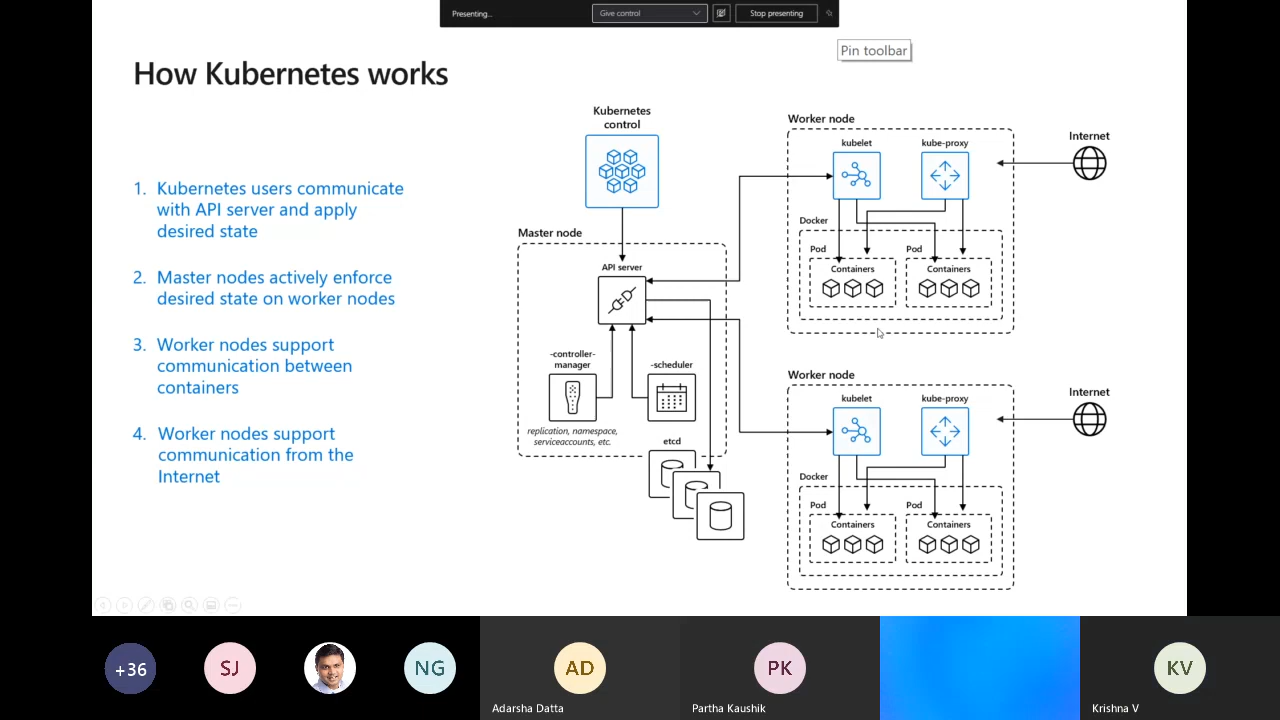 Presenting...
Give control
Stop presenting
Pin toolbar
How Kubernetes works
1. Kubernetes users communicate
with API server and apply
desired state
2. Master nodes actively enforce
desired state on worker nodes
3. Worker nodes support
communication between
containers
4. Worker nodes support
communication from the
Internet
Kubernetes
control
Master node
API server
-controller-
manager
-scheduler
replication, namespace,
serviceaccounts, etc.
etcd
Worker node
kubelet
kube-proxy
Internet
Docker
Pod
Pod
Containers
Containers
Worker node
kubelet
kube-proxy
Internet
Docker
Pod
Pod
Containers
Containers
+36
SJ
NG
AD
Adarsha Datta
PK
Partha Kaushik
KV
Krishna V